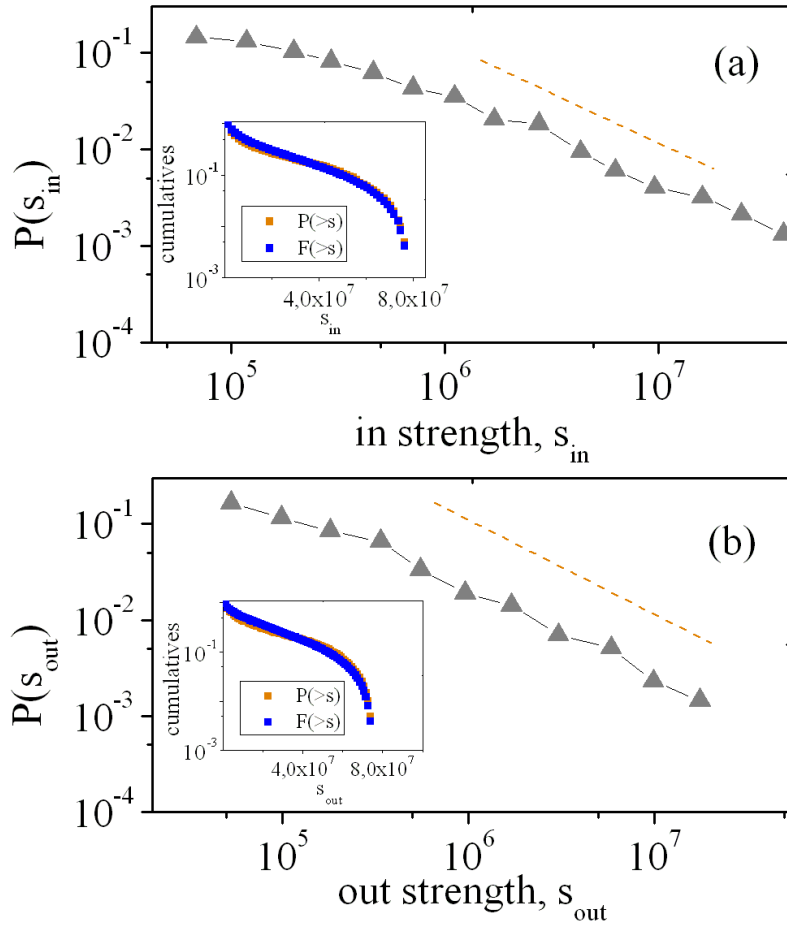 10^-1
(a)
10^-2
P(s_in)
cumulatives
10^-1
P(>s)
F(>s)
10^-3
10^-3
4,0x10^7
8,0x10^7
s_in
10^-4
10^5
10^6
10^7
in strength, s_in
10^-1
(b)
10^-2
P(s_out)
cumulatives
10^-1
P(>s)
F(>s)
10^-3
10^-3
4,0x10^7
8,0x10^7
s_out
10^-4
10^5
10^6
10^7
out strength, s_out